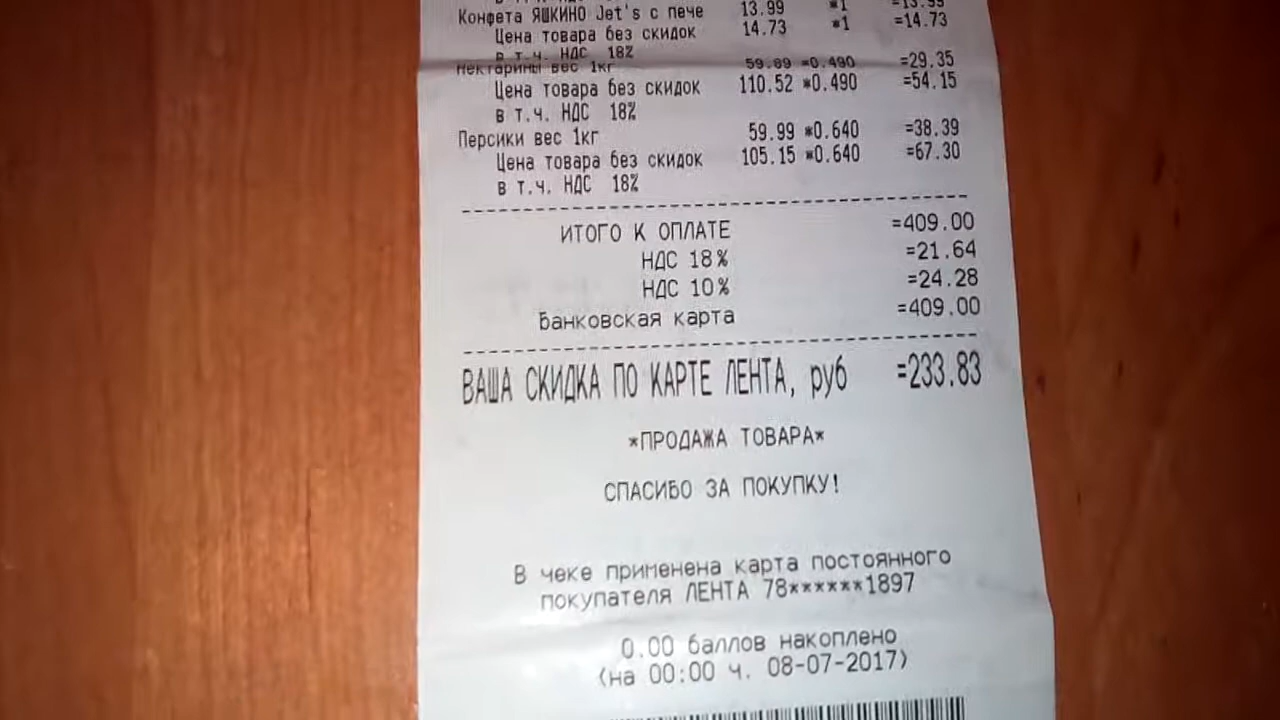 Конфета ЯШКИНО Jet's с пече 13.99 *1 =13.99
Цена товара без скидок 14.73 *1 =14.73
в т.ч. НДС 18%
Нектарины вес 1кг 59.89 *0.490 =29.35
Цена товара без скидок 110.52 *0.490 =54.15
в т.ч. НДС 18%
Персики вес 1кг 59.99 *0.640 =38.39
Цена товара без скидок 105.15 *0.640 =67.30
в т.ч. НДС 18%
ИТОГО К ОПЛАТЕ =409.00
НДС 18% =21.64
НДС 10% =24.28
Банковская карта =409.00
ВАША СКИДКА ПО КАРТЕ ЛЕНТА, руб =233.83
*ПРОДАЖА ТОВАРА*
СПАСИБО ЗА ПОКУПКУ!
В чеке применена карта постоянного
покупателя ЛЕНТА 78******1897
0.00 баллов накоплено
(на 00:00 ч. 08-07-2017)